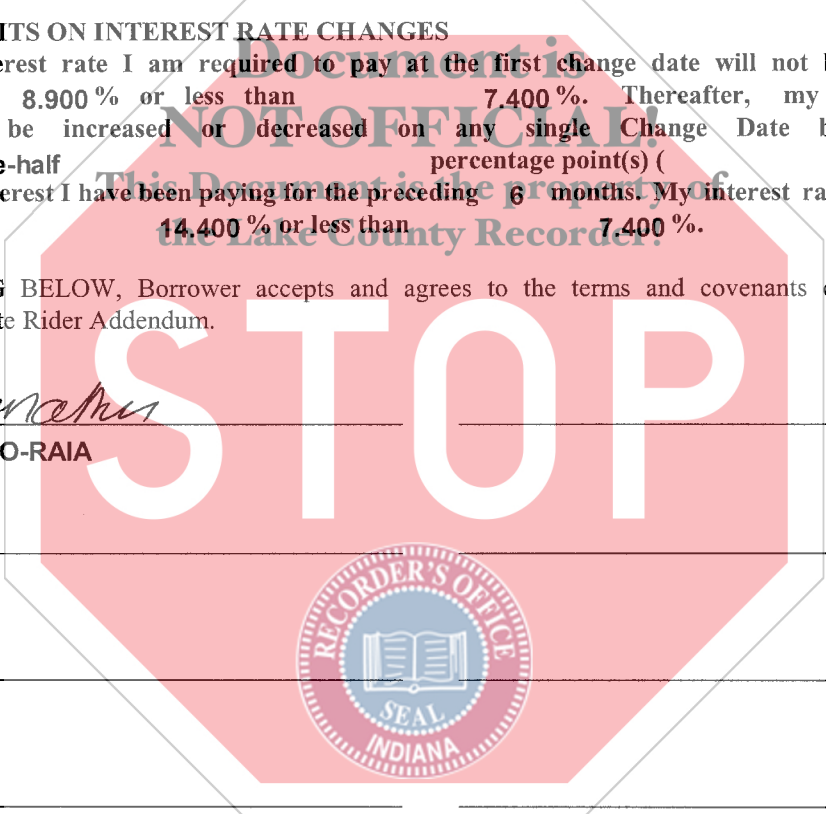 ITS ON INTEREST RATE CHANGES
erest rate I am required to pay at the first change date will not b
8.900 % or less than 7.400 %. Thereafter, my
be increased or decreased on any single Change Date b
e-half percentage point(s) (
erest I have been paying for the preceding 6 months. My interest ra
14.400 % or less than 7.400 %.
G BELOW, Borrower accepts and agrees to the terms and covenants c
te Rider Addendum.
O-RAIA
Document is
NOT OFFICIAL!
This Document is the property of
the Lake County Recorder!
STOP
RECORDER'S OFFICE
SEAL
INDIANA